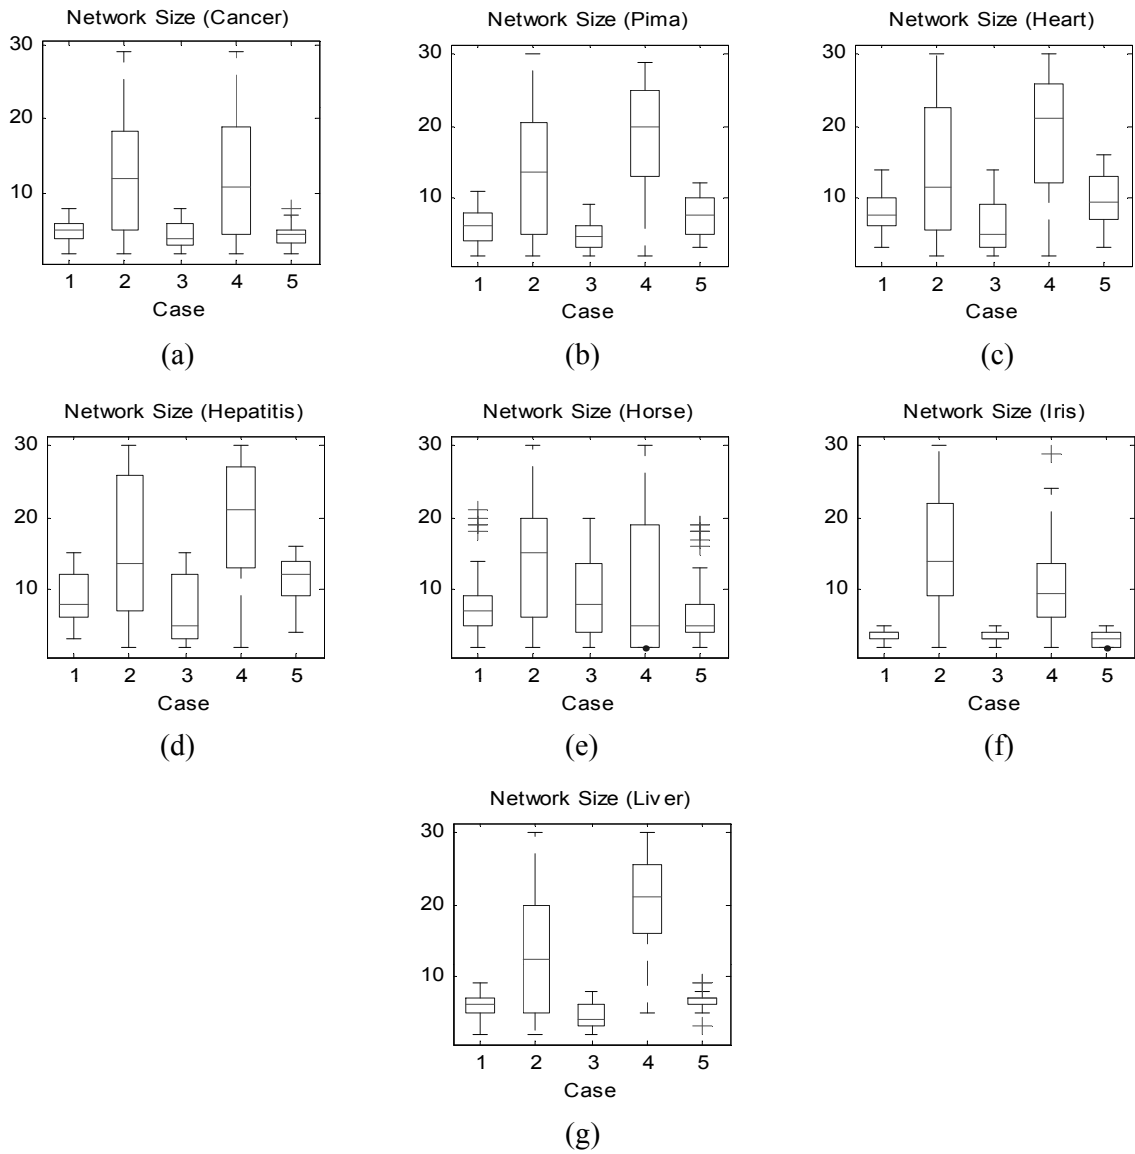 Network Size (Cancer)
30
20
10
1 2 3 4 5
Case
(a)
Network Size (Pima)
30
20
10
1 2 3 4 5
Case
(b)
Network Size (Heart)
30
20
10
1 2 3 4 5
Case
(c)
Network Size (Hepatitis)
30
20
10
1 2 3 4 5
Case
(d)
Network Size (Horse)
30
20
10
1 2 3 4 5
Case
(e)
Network Size (Iris)
30
20
10
1 2 3 4 5
Case
(f)
Network Size (Liver)
30
20
10
1 2 3 4 5
Case
(g)